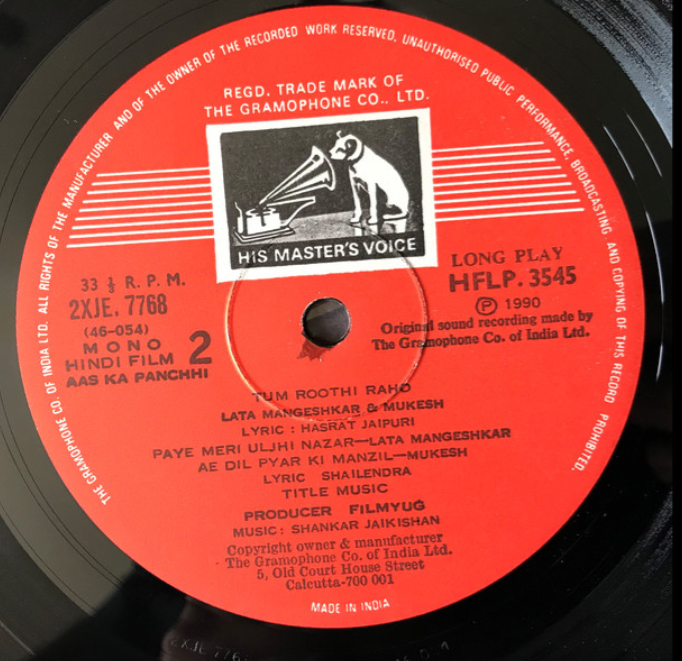 THE GRAMOPHONE CO. OF INDIA LTD. ALL RIGHTS OF THE MANUFACTURER AND OF THE OWNER OF THE RECORDED WORK RESERVED, UNAUTHORISED PUBLIC PERFORMANCE, BROADCASTING AND COPYING OF THIS RECORD PROHIBITED.
REGD. TRADE MARK OF
THE GRAMOPHONE CO., LTD.
HIS MASTER'S VOICE
33 ⅓ R. P. M.
2XJE. 7768
(46-054)
MONO
HINDI FILM 2
AAS KA PANCHHI
LONG PLAY
HFLP. 3545
Ⓟ 1990
Original sound recording made by
The Gramophone Co. of India Ltd.
TUM ROOTHI RAHO
LATA MANGESHKAR & MUKESH
LYRIC : HASRAT JAIPURI
PAYE MERI ULJHI NAZAR—LATA MANGESHKAR
AE DIL PYAR KI MANZIL—MUKESH
LYRIC SHAILENDRA
TITLE MUSIC
PRODUCER FILMYUG
MUSIC: SHANKAR JAIKISHAN
Copyright owner & manufacturer
The Gramophone Co. of India Ltd.
5, Old Court House Street
Calcutta-700 001
MADE IN INDIA